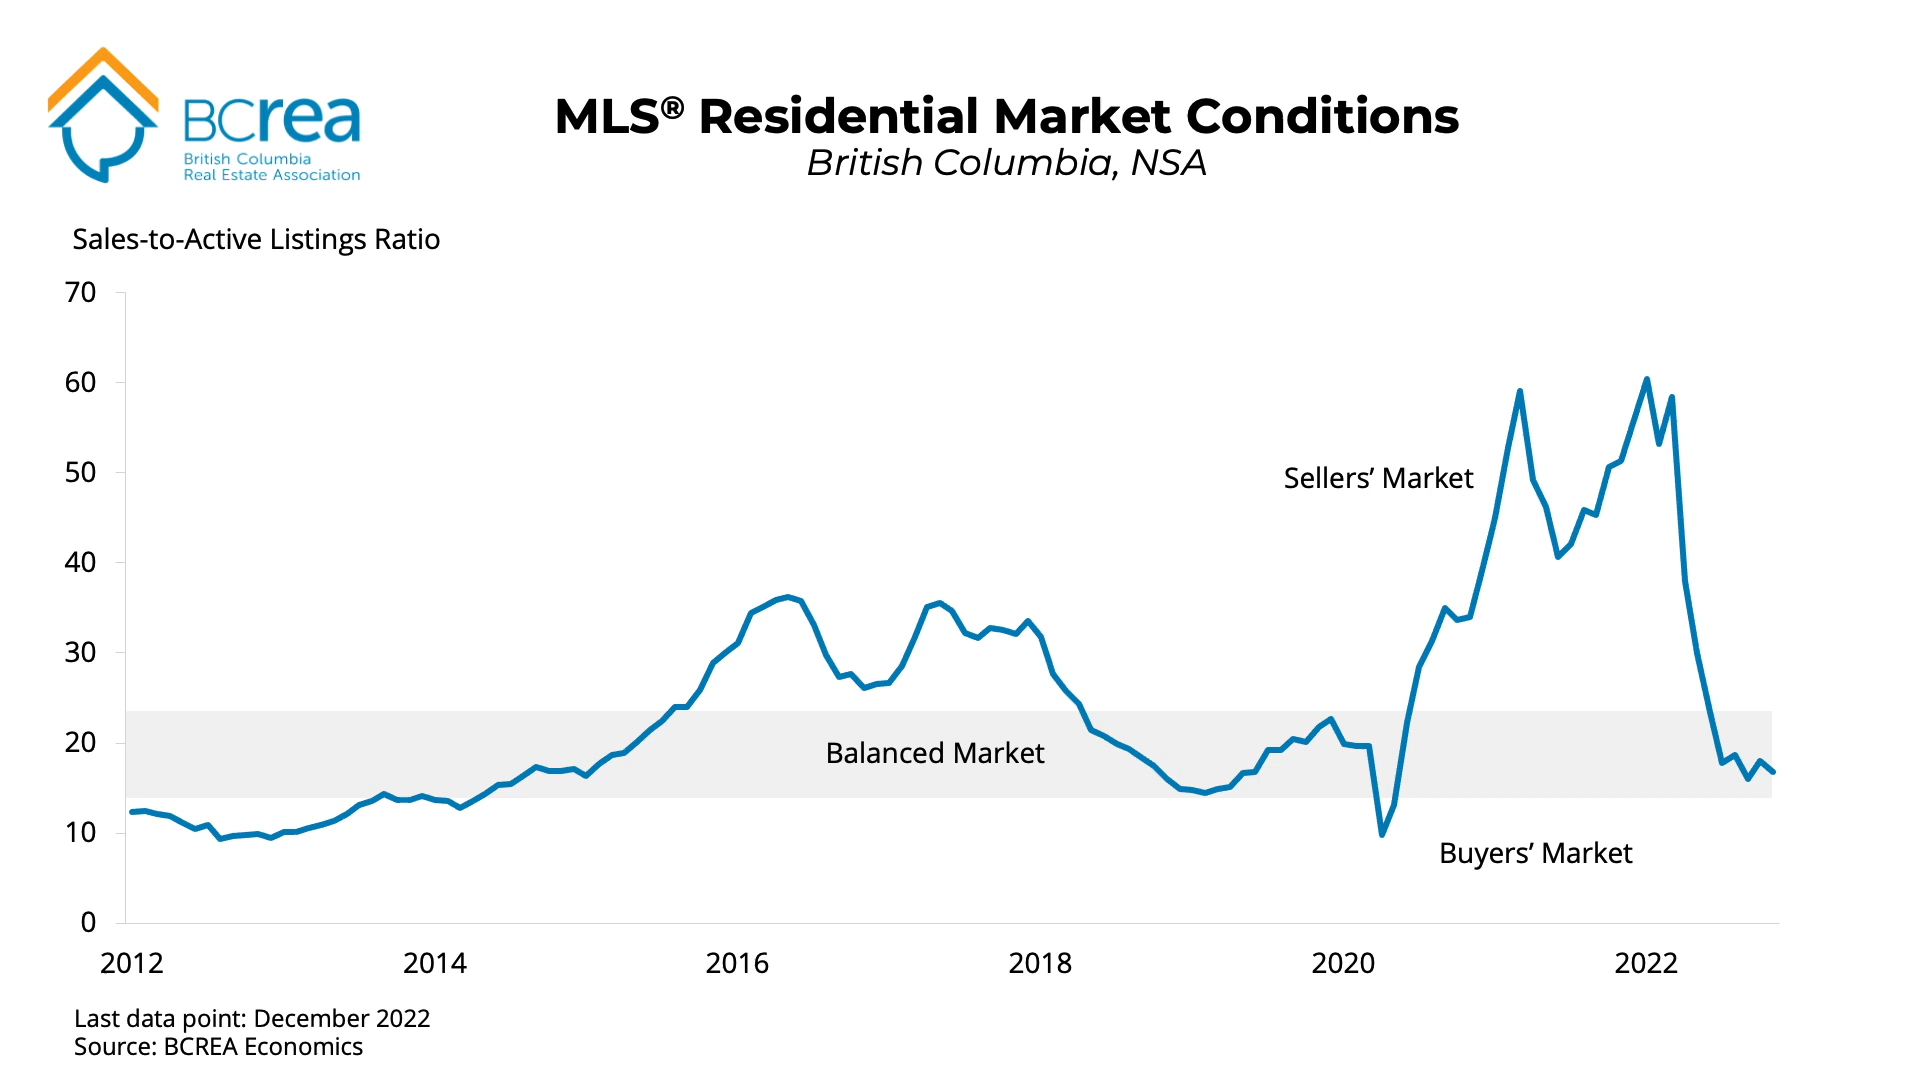 BCrea
British Columbia
Real Estate Association
MLS® Residential Market Conditions
British Columbia, NSA
Sales-to-Active Listings Ratio
70
60
50
40
30
20
10
0
Sellers’ Market
Balanced Market
Buyers’ Market
2012 2014 2016 2018 2020 2022
Last data point: December 2022
Source: BCREA Economics